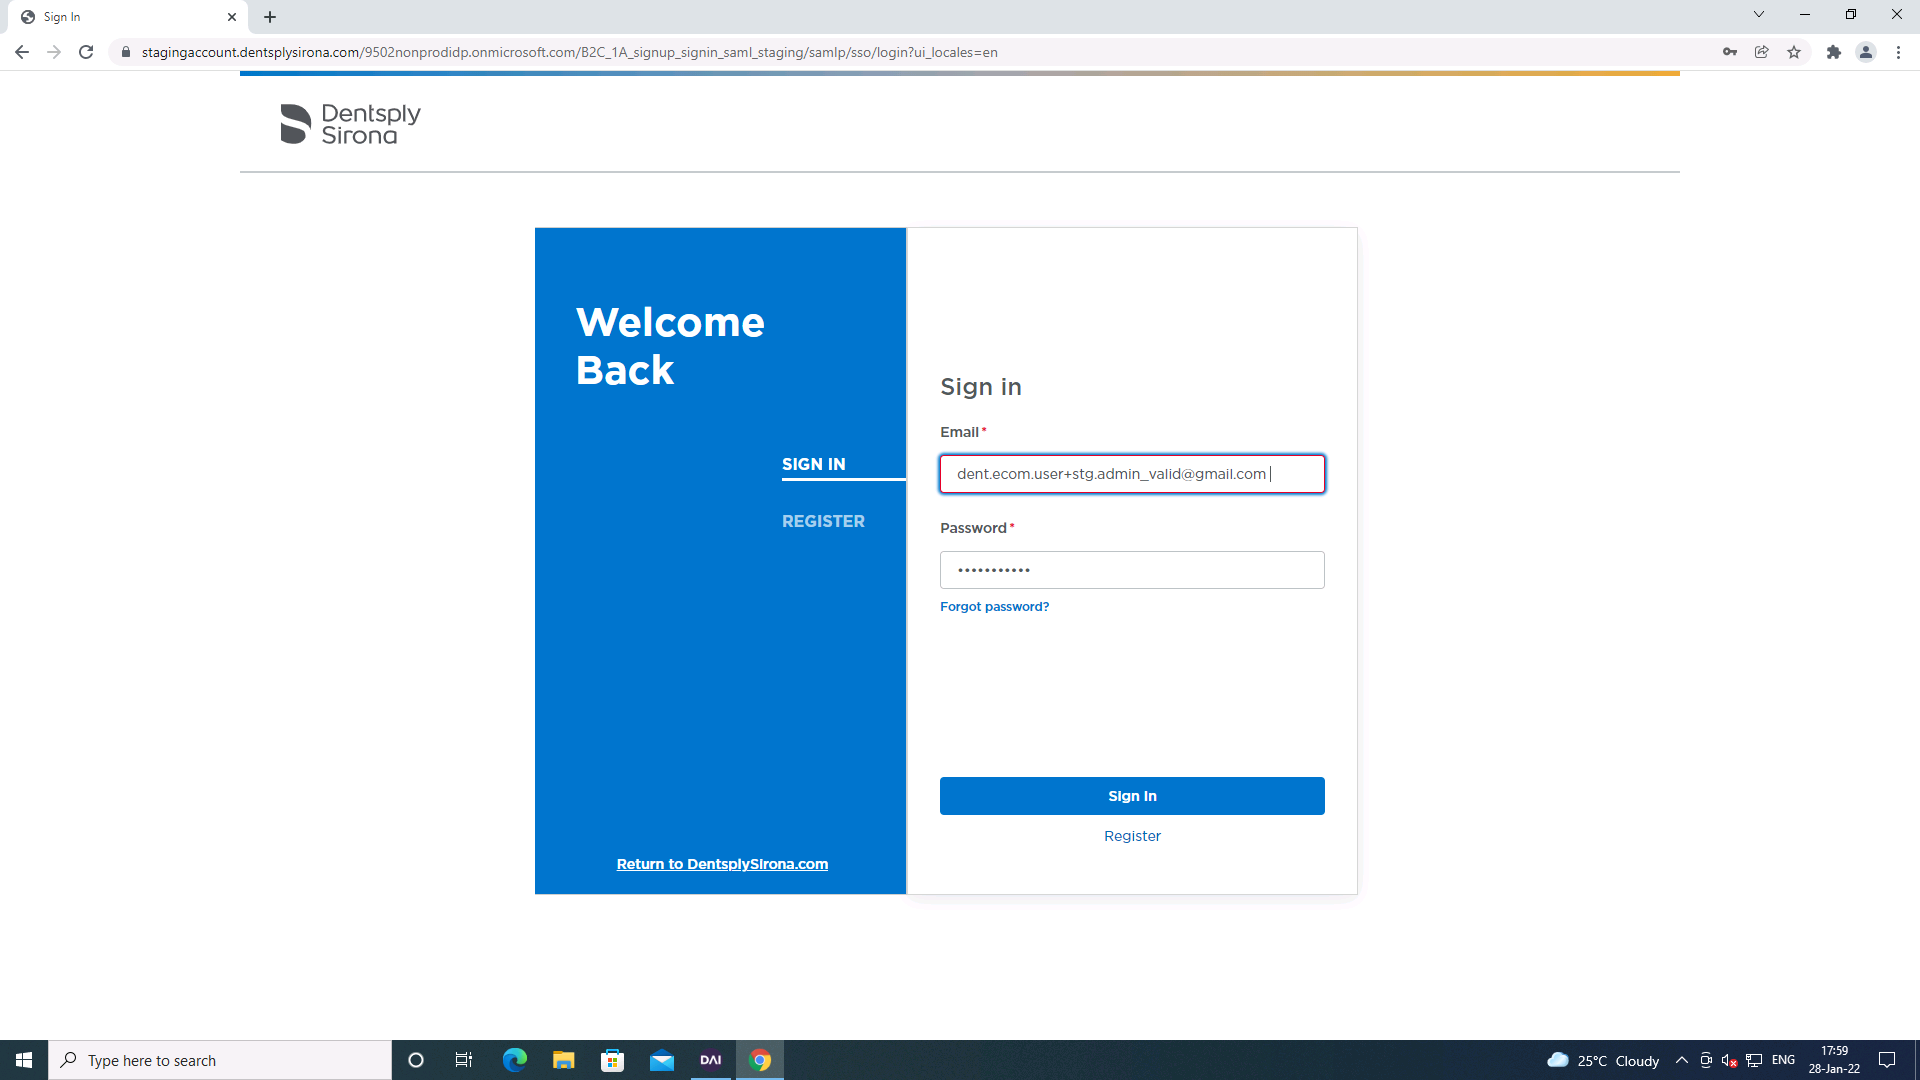 Sign In
stagingaccount.dentsplysirona.com/9502nonprodidp.onmicrosoft.com/B2C_1A_signup_signin_saml_staging/samlp/sso/login?ui_locales=en
Dentsply
Sirona
Welcome
Back
SIGN IN
REGISTER
Return to DentsplySirona.com
Sign in
Email*
dent.ecom.user+stg.admin_valid@gmail.com
Password*
•••••••••••
Forgot password?
Sign In
Register
Type here to search
DAI
25°C Cloudy
ENG
17:59
28-Jan-22